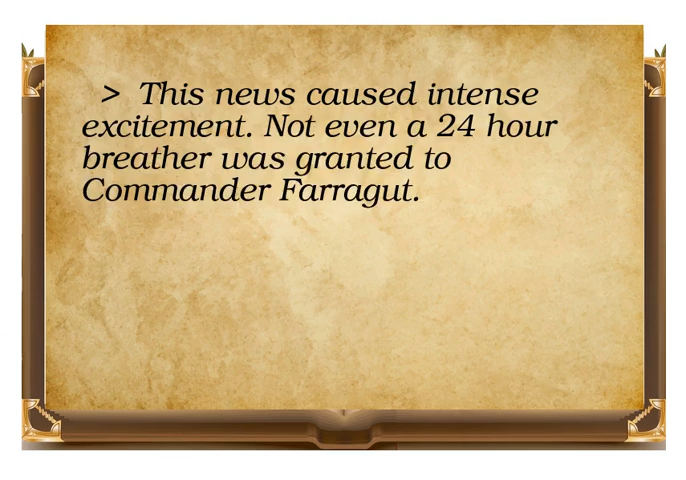 > This news caused intense
excitement. Not even a 24 hour
breather was granted to
Commander Farragut.